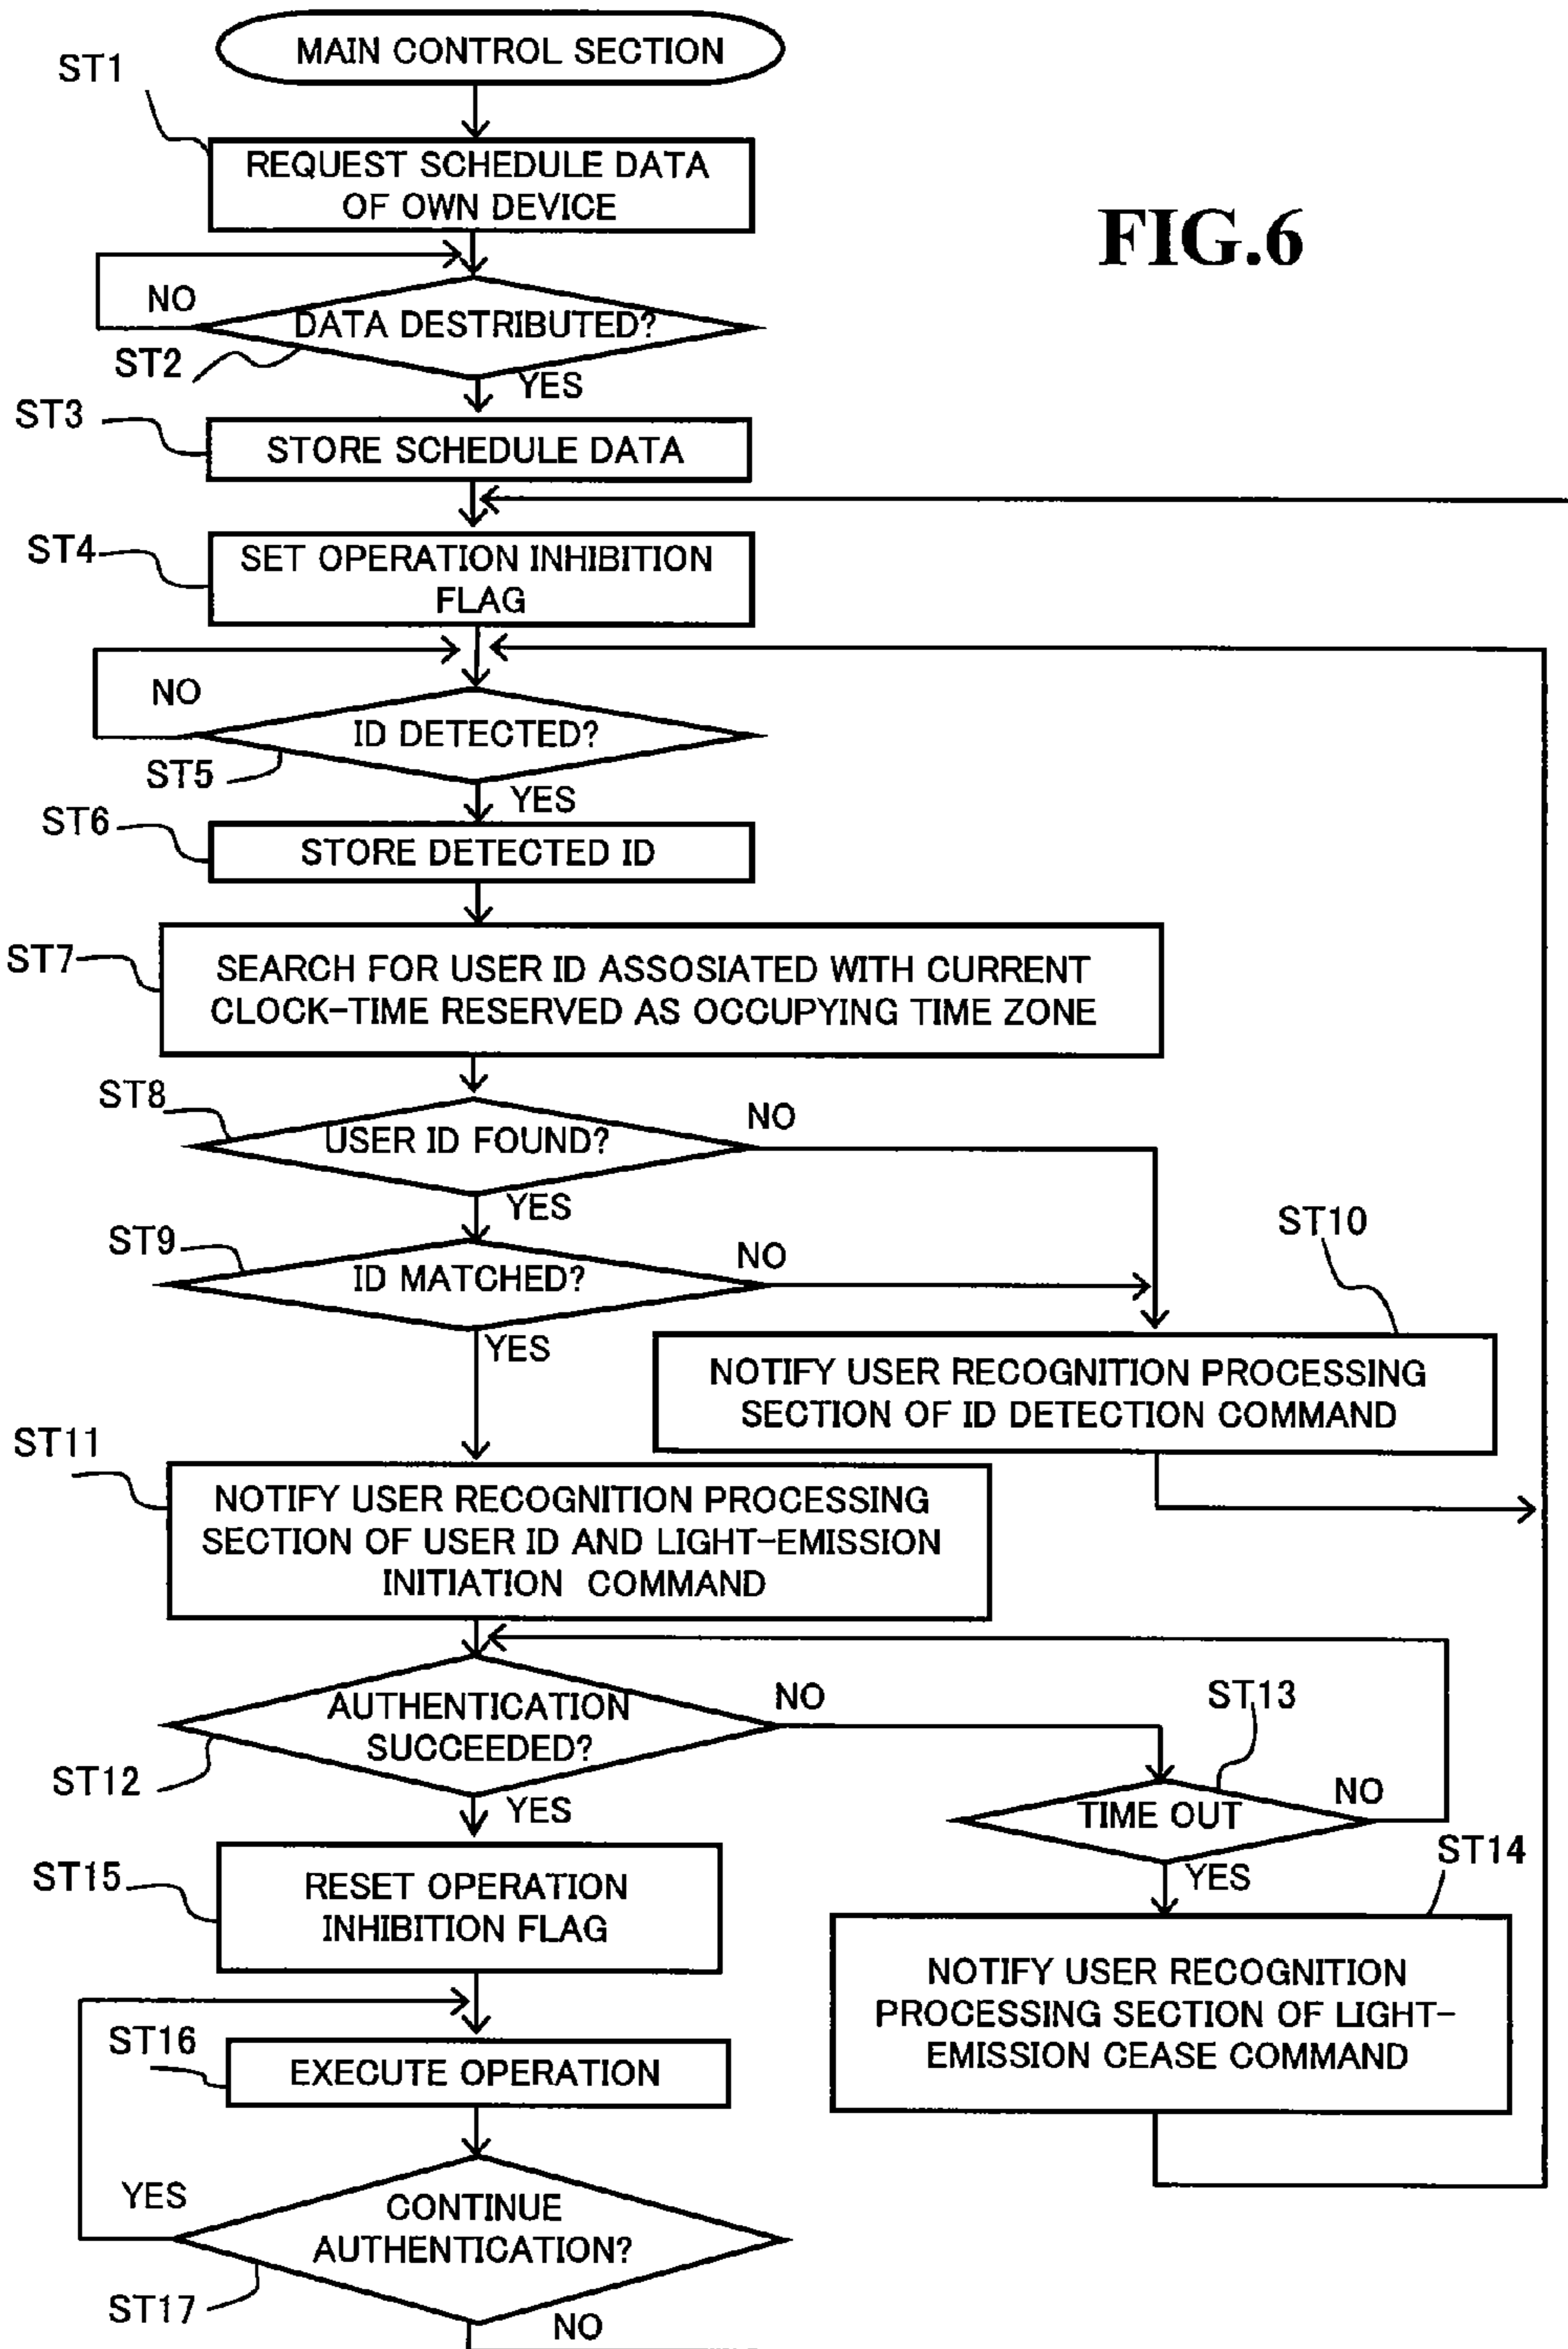 MAIN CONTROL SECTION
ST1
REQUEST SCHEDULE DATA
OF OWN DEVICE
FIG.6
NO
DATA DESTRIBUTED?
ST2
YES
ST3
STORE SCHEDULE DATA
ST4
SET OPERATION INHIBITION
FLAG
NO
ID DETECTED?
ST5
YES
ST6
STORE DETECTED ID
ST7
SEARCH FOR USER ID ASSOSIATED WITH CURRENT
CLOCK-TIME RESERVED AS OCCUPYING TIME ZONE
ST8
USER ID FOUND?
NO
YES
ST9
ID MATCHED?
NO
YES
ST10
NOTIFY USER RECOGNITION PROCESSING
SECTION OF ID DETECTION COMMAND
ST11
NOTIFY USER RECOGNITION PROCESSING
SECTION OF USER ID AND LIGHT-EMISSION
INITIATION COMMAND
AUTHENTICATION
SUCCEEDED?
NO
ST12
YES
ST13
TIME OUT
NO
YES
ST14
NOTIFY USER RECOGNITION
PROCESSING SECTION OF LIGHT-
EMISSION CEASE COMMAND
ST15
RESET OPERATION
INHIBITION FLAG
ST16
EXECUTE OPERATION
YES
CONTINUE
AUTHENTICATION?
ST17
NO